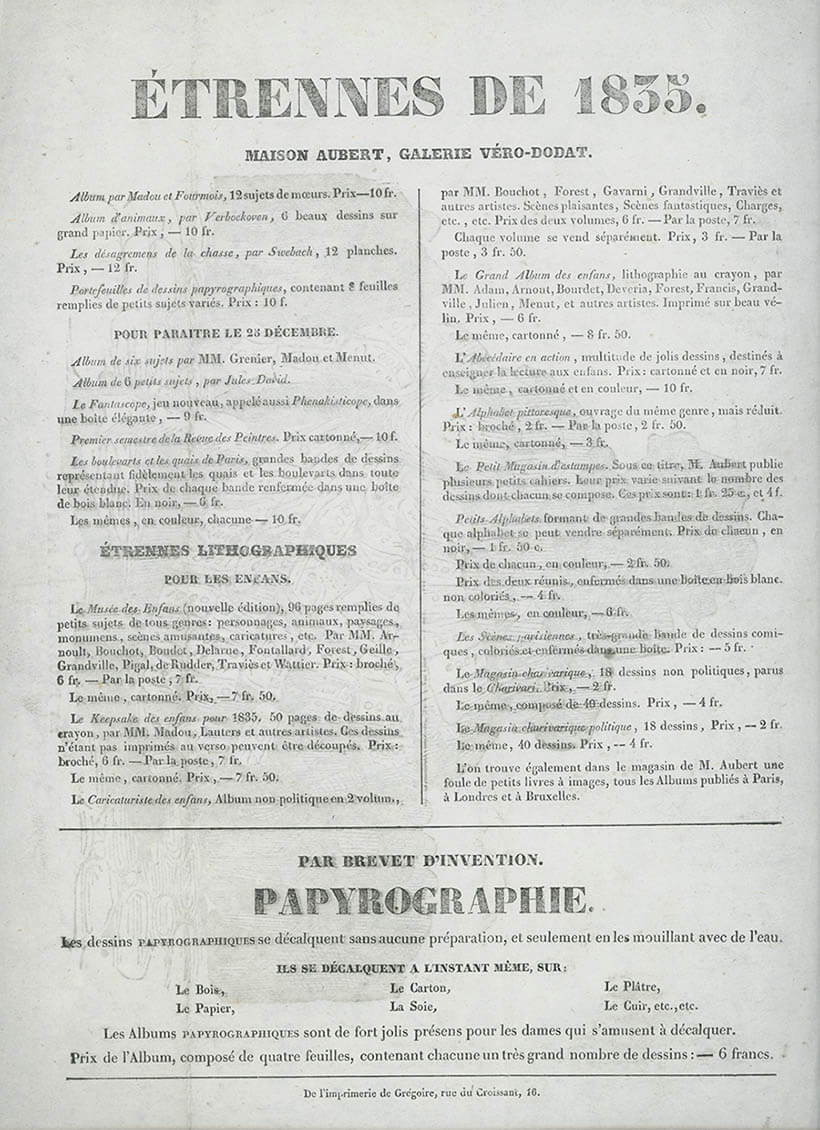 ÉTRENNES DE 1835.
MAISON AUBERT, GALERIE VÉRO-DODAT.
Album par Madou et Fourmois, 12 sujets de mœurs. Prix—10 fr.
Album d'animaux, par Verbockoven, 6 beaux dessins sur
grand papier. Prix, — 10 fr.
Les désagremens de la chasse, par Swebach, 12 planches.
Prix, — 12 fr.
Portefeuilles de dessins papyrographiques, contenant 8 feuilles
remplies de petits sujets variés. Prix : 10 f.
POUR PARAITRE LE 25 DÉCEMBRE.
Album de six sujets par MM. Grenier, Madou et Menut.
Album de 6 petits sujets, par Jules David.
Le Fantascope, jeu nouveau, appelé aussi Phenakisticope, dans
une boîte élégante, — 9 fr.
Premier semestre de la Revue des Peintres. Prix cartonné,— 10 f.
Les boulevarts et les quais de Paris, grandes bandes de dessins
représentant fidèlement les quais et les boulevarts dans toute
leur étendue. Prix de chaque bande renfermée dans une boîte
de bois blanc. En noir,— 6 fr.
Les mêmes, en couleur, chacune — 10 fr.
ÉTRENNES LITHOGRAPHIQUES
POUR LES ENFANS.
Le Musée des Enfans (nouvelle édition), 96 pages remplies de
petits sujets de tous genres: personnages, animaux, paysages,
monumens, scènes amusantes, caricatures, etc. Par MM. Ar-
noult, Bouchot, Boudet, Delarue, Fontallard, Forest, Geille,
Grandville, Pigal, de Rudder, Traviès et Wattier. Prix : broché,
6 fr. — Par la poste, 7 fr.
Le même, cartonné. Prix,—7 fr. 50.
Le Keepsake des enfans pour 1835, 50 pages de dessins au
crayon, par MM. Madou, Lauters et autres artistes. Ces dessins
n'étant pas imprimés au verso peuvent être découpés. Prix :
broché, 6 fr. — Par la poste, 7 fr.
Le même, cartonné. Prix,—7 fr. 50.
Le Caricaturiste des enfans, Album non politique en 2 volum.,
par MM. Bouchot, Forest, Gavarni, Grandville, Traviès et
autres artistes. Scènes plaisantes, Scènes fantastiques, Charges,
etc., etc. Prix des deux volumes, 6 fr. — Par la poste, 7 fr.
Chaque volume se vend séparément. Prix, 3 fr. — Par la
poste, 3 fr. 50.
Le Grand Album des enfans, lithographie au crayon, par
MM. Adam, Arnout, Bourdet, Deveria, Forest, Francis, Grand-
ville, Julien, Menut, et autres artistes. Imprimé sur beau vé-
lin. Prix, — 6 fr.
Le même, cartonné, — 8 fr. 50.
L'Abécédaire en action, multitude de jolis dessins, destinés à
enseigner la lecture aux enfans. Prix: cartonné et en noir, 7 fr.
Le même, cartonné et en couleur, — 10 fr.
L'Alphabet pittoresque, ouvrage du même genre, mais réduit.
Prix : broché, 2 fr. — Par la poste, 2 fr. 50.
Le même, cartonné, — 3 fr.
Le Petit Magasin d'estampes. Sous ce titre, M. Aubert publie
plusieurs petits cahiers. Leur prix varie suivant le nombre des
dessins dont chacun se compose. Ces prix sont: 1 fr. 25 c., et 4 f.
Petits Alphabets formant de grandes bandes de dessins. Cha-
que alphabet se peut vendre séparément. Prix de chacun, en
noir,— 1 fr. 50 c.
Prix de chacun, en couleur,— 2 fr. 50.
Prix des deux réunis, enfermés dans une boîte en bois blanc.
non coloriés, — 4 fr.
Les mêmes, en couleur, — 6 fr.
Les Scènes parisiennes, très grande bande de dessins comi-
ques, coloriés et enfermés dans une boîte. Prix : — 5 fr.
Le Magasin charivarique, 18 dessins non politiques, parus
dans le Charivari. Prix, — 2 fr.
Le même, composé de 40 dessins. Prix, — 4 fr.
Le Magasin charivarique politique, 18 dessins, Prix, — 2 fr.
Le même, 40 dessins. Prix, -- 4 fr.
L'on trouve également dans le magasin de M. Aubert une
foule de petits livres à images, tous les Albums publiés à Paris,
à Londres et à Bruxelles.
PAR BREVET D'INVENTION.
PAPYROGRAPHIE.
Les dessins PAPYROGRAPHIQUES se décalquent sans aucune préparation, et seulement en les mouillant avec de l'eau.
ILS SE DÉCALQUENT A L'INSTANT MÊME, SUR:
Le Bois, Le Carton, Le Plâtre,
Le Papier, La Soie, Le Cuir, etc., etc.
Les Albums PAPYROGRAPHIQUES sont de fort jolis présens pour les dames qui s'amusent à décalquer.
Prix de l'Album, composé de quatre feuilles, contenant chacune un très grand nombre de dessins : — 6 francs.
De l'imprimerie de Grégoire, rue du Croissant, 16.